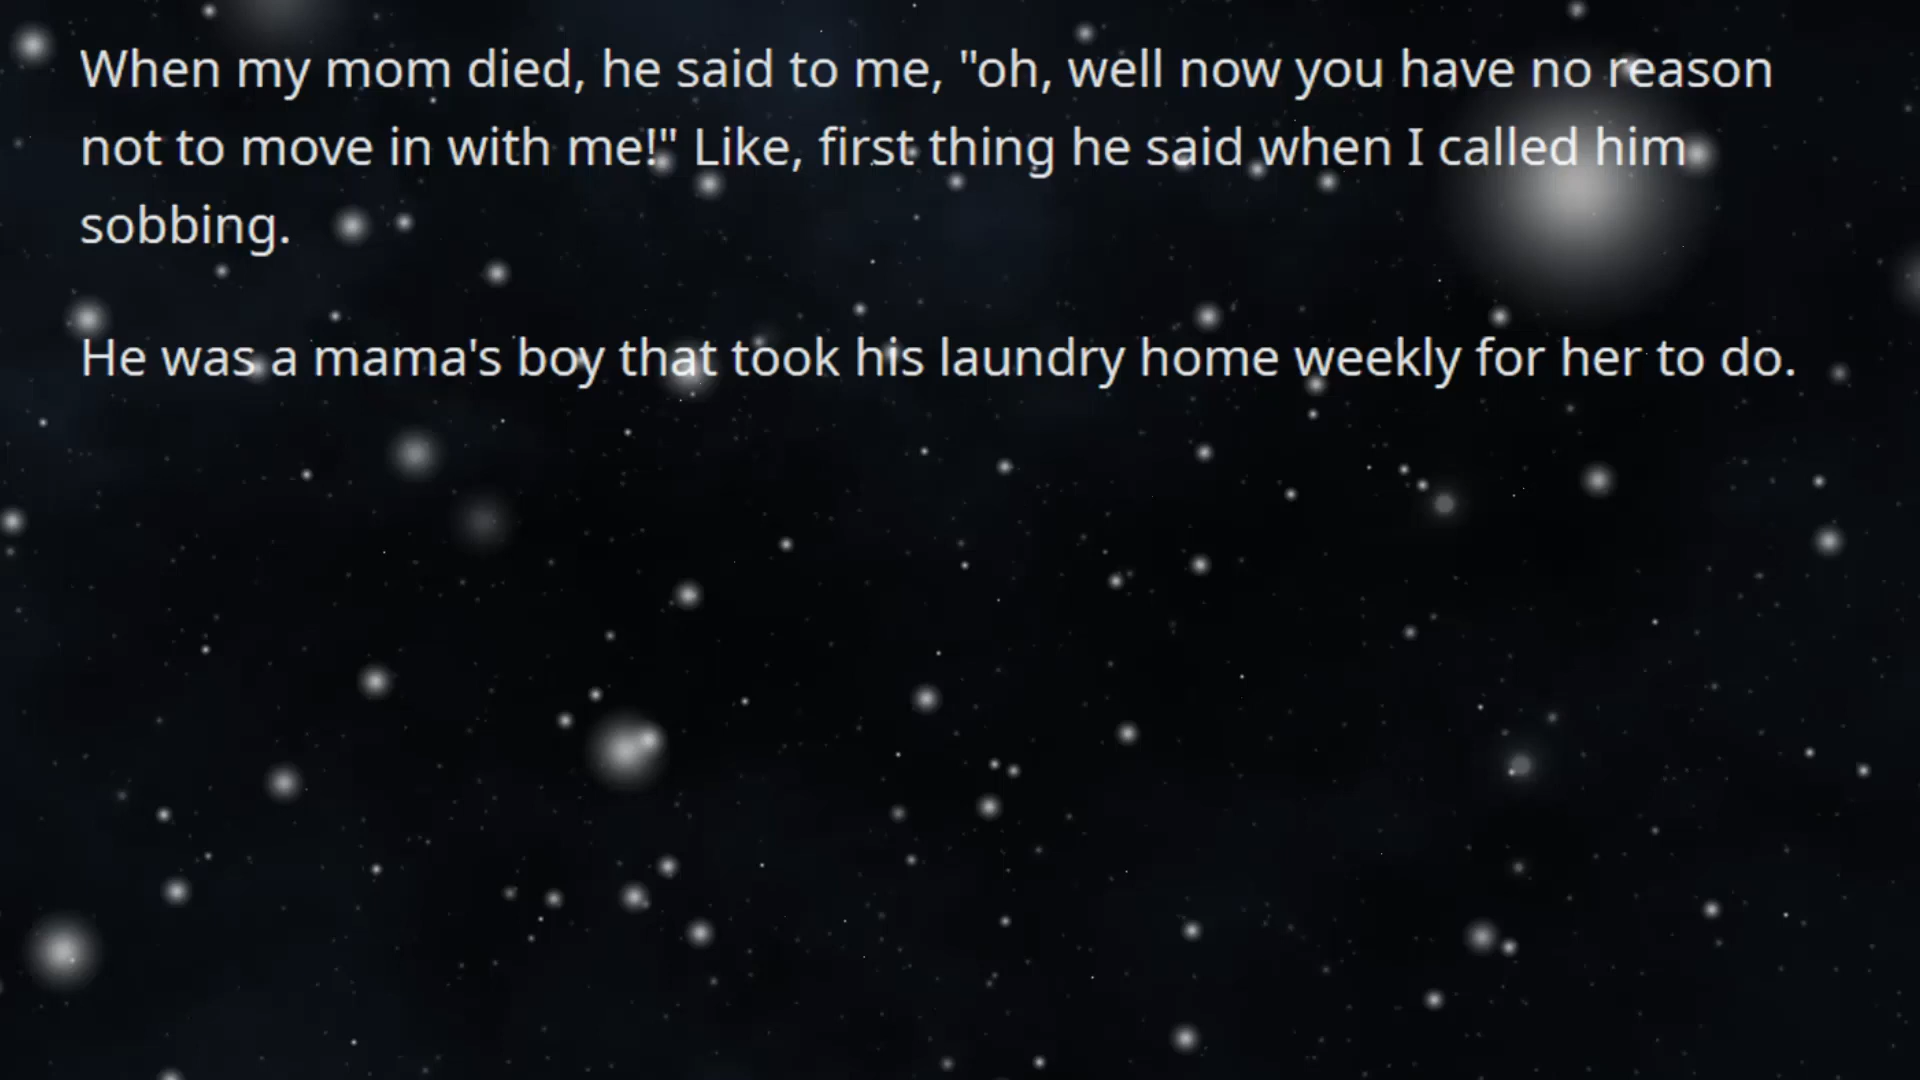 When my mom died, he said to me, "oh, well now you have no reason
not to move in with me!" Like, first thing he said when I called him
sobbing.
He was a mama's boy that took his laundry home weekly for her to do.